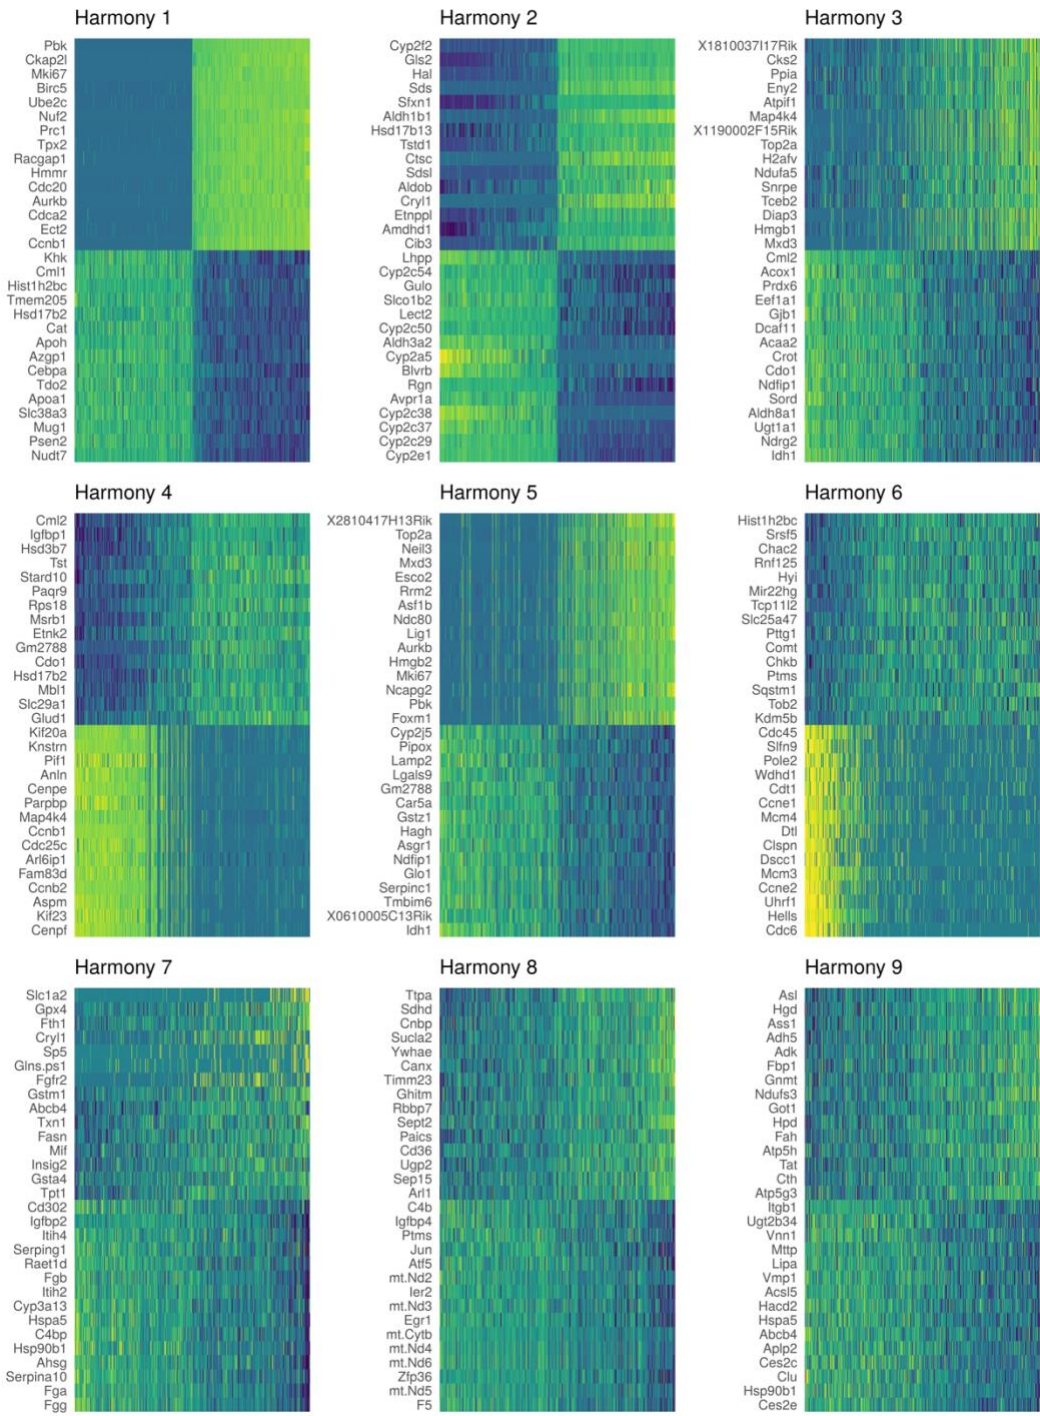 Harmony 1
Pbk
Ckap2l
Mki67
Birc5
Ube2c
Nuf2
Prc1
Tpx2
Racgap1
Hmmr
Cdc20
Aurkb
Cdca2
Ect2
Ccnb1
Khk
Cml1
Hist1h2bc
Tmem205
Hsd17b2
Cat
Apoh
Azgp1
Cebpa
Tdo2
Apoa1
Slc38a3
Mug1
Psen2
Nudt7
Harmony 2
Cyp2f2
Gls2
Hal
Sds
Sfxn1
Aldh1b1
Hsd17b13
Tstd1
Ctsc
Sdsl
Aldob
Cryl1
Etnppl
Amdhd1
Cib3
Lhpp
Cyp2c54
Gulo
Slco1b2
Lect2
Cyp2c50
Aldh3a2
Cyp2a5
Blvrb
Rgn
Avpr1a
Cyp2c38
Cyp2c37
Cyp2c29
Cyp2e1
Harmony 3
X1810037I17Rik
Cks2
Ppia
Eny2
Atpif1
Map4k4
X1190002F15Rik
Top2a
H2afv
Ndufa5
Snrpe
Tceb2
Diap3
Hmgb1
Mxd3
Cml2
Acox1
Prdx6
Eef1a1
Gjb1
Dcaf11
Acaa2
Crot
Cdo1
Ndfip1
Sord
Aldh8a1
Ugt1a1
Ndrg2
Idh1
Harmony 4
Cml2
Igfbp1
Hsd3b7
Tst
Stard10
Paqr9
Rps18
Msrb1
Etnk2
Gm2788
Cdo1
Hsd17b2
Mbl1
Slc29a1
Glud1
Kif20a
Knstrn
Pif1
Anln
Cenpe
Parpbp
Map4k4
Ccnb1
Cdc25c
Arl6ip1
Fam83d
Ccnb2
Aspm
Kif23
Cenpf
Harmony 5
X2810417H13Rik
Top2a
Neil3
Mxd3
Esco2
Rrm2
Asf1b
Ndc80
Lig1
Aurkb
Hmgb2
Mki67
Ncapg2
Pbk
Foxm1
Cyp2j5
Pipox
Lamp2
Lgals9
Gm2788
Car5a
Gstz1
Hagh
Asgr1
Ndfip1
Glo1
Serpinc1
Tmbim6
X0610005C13Rik
Idh1
Harmony 6
Hist1h2bc
Srsf5
Chac2
Rnf125
Hyi
Mir22hg
Tcp11l2
Slc25a47
Pttg1
Comt
Chkb
Ptms
Sqstm1
Tob2
Kdm5b
Cdc45
Slfn9
Pole2
Wdhd1
Cdt1
Ccne1
Mcm4
Dtl
Clspn
Dscc1
Mcm3
Ccne2
Uhrf1
Hells
Cdc6
Harmony 7
Slc1a2
Gpx4
Fth1
Cryl1
Sp5
Glns.ps1
Fgfr2
Gstm1
Abcb4
Txn1
Fasn
Mif
Insig2
Gsta4
Tpt1
Cd302
Igfbp2
Itih4
Serping1
Raet1d
Fgb
Itih2
Cyp3a13
Hspa5
C4bp
Hsp90b1
Ahsg
Serpina10
Fga
Fgg
Harmony 8
Ttpa
Sdhd
Cnbp
Sucla2
Ywhae
Canx
Timm23
Ghitm
Rbbp7
Sept2
Paics
Cd36
Ugp2
Sep15
Arl1
C4b
Igfbp4
Ptms
Jun
Atf5
mt.Nd2
Ier2
mt.Nd3
Egr1
mt.Cytb
mt.Nd4
mt.Nd6
Zfp36
mt.Nd5
F5
Harmony 9
Asl
Hgd
Ass1
Adh5
Adk
Fbp1
Gnmt
Ndufs3
Got1
Hpd
Fah
Atp5h
Tat
Cth
Atp5g3
Itgb1
Ugt2b34
Vnn1
Mttp
Lipa
Vmp1
Acsl5
Hacd2
Hspa5
Abcb4
Aplp2
Ces2c
Clu
Hsp90b1
Ces2e